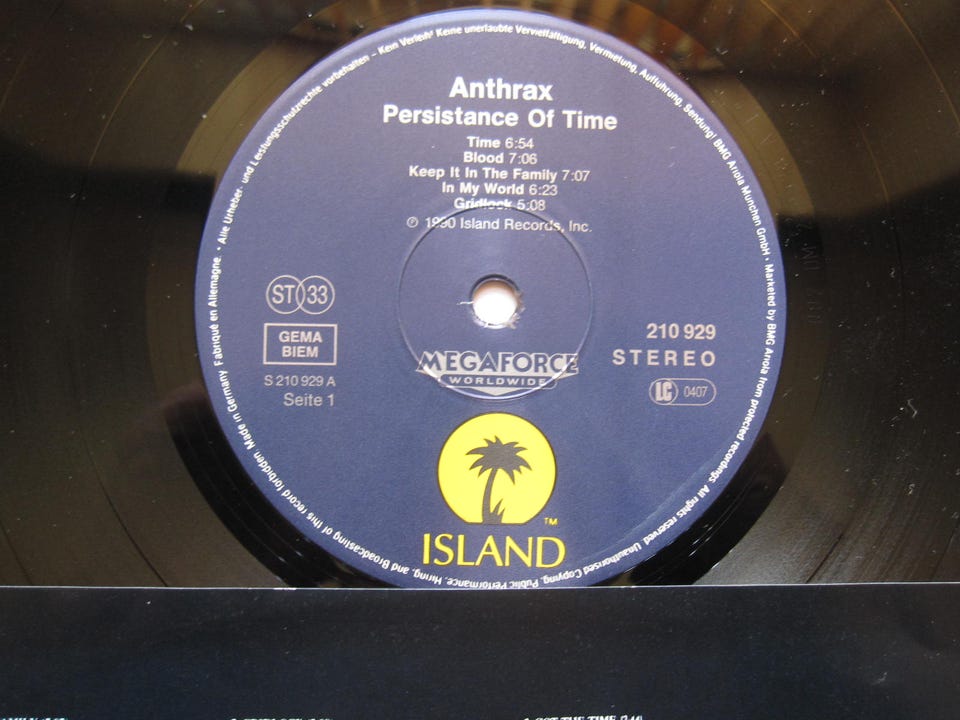 Anthrax
Persistance Of Time
Time 6:54
Blood 7:06
Keep It In The Family 7:07
In My World 6:23
Gridlock 5:08
℗ 1990 Island Records, Inc.
ST 33
GEMA
BIEM
S 210 929 A
Seite 1
210 929
STEREO
LC 0407
MEGAFORCE
WORLDWIDE
ISLAND
TM
Made in Germany Fabriqué en Allemagne. · Alle Urheber- und Leistungsschutzrechte vorbehalten – Kein Verleih! Keine unerlaubte Vervielfältigung, Vermietung, Aufführung, Sendung! BMG Ariola München GmbH · Marketed by BMG Ariola from protected recordings. All rights reserved. Unauthorised Copying, Public Performance, Hiring, and Broadcasting of this record forbidden.
GOT THE TIME